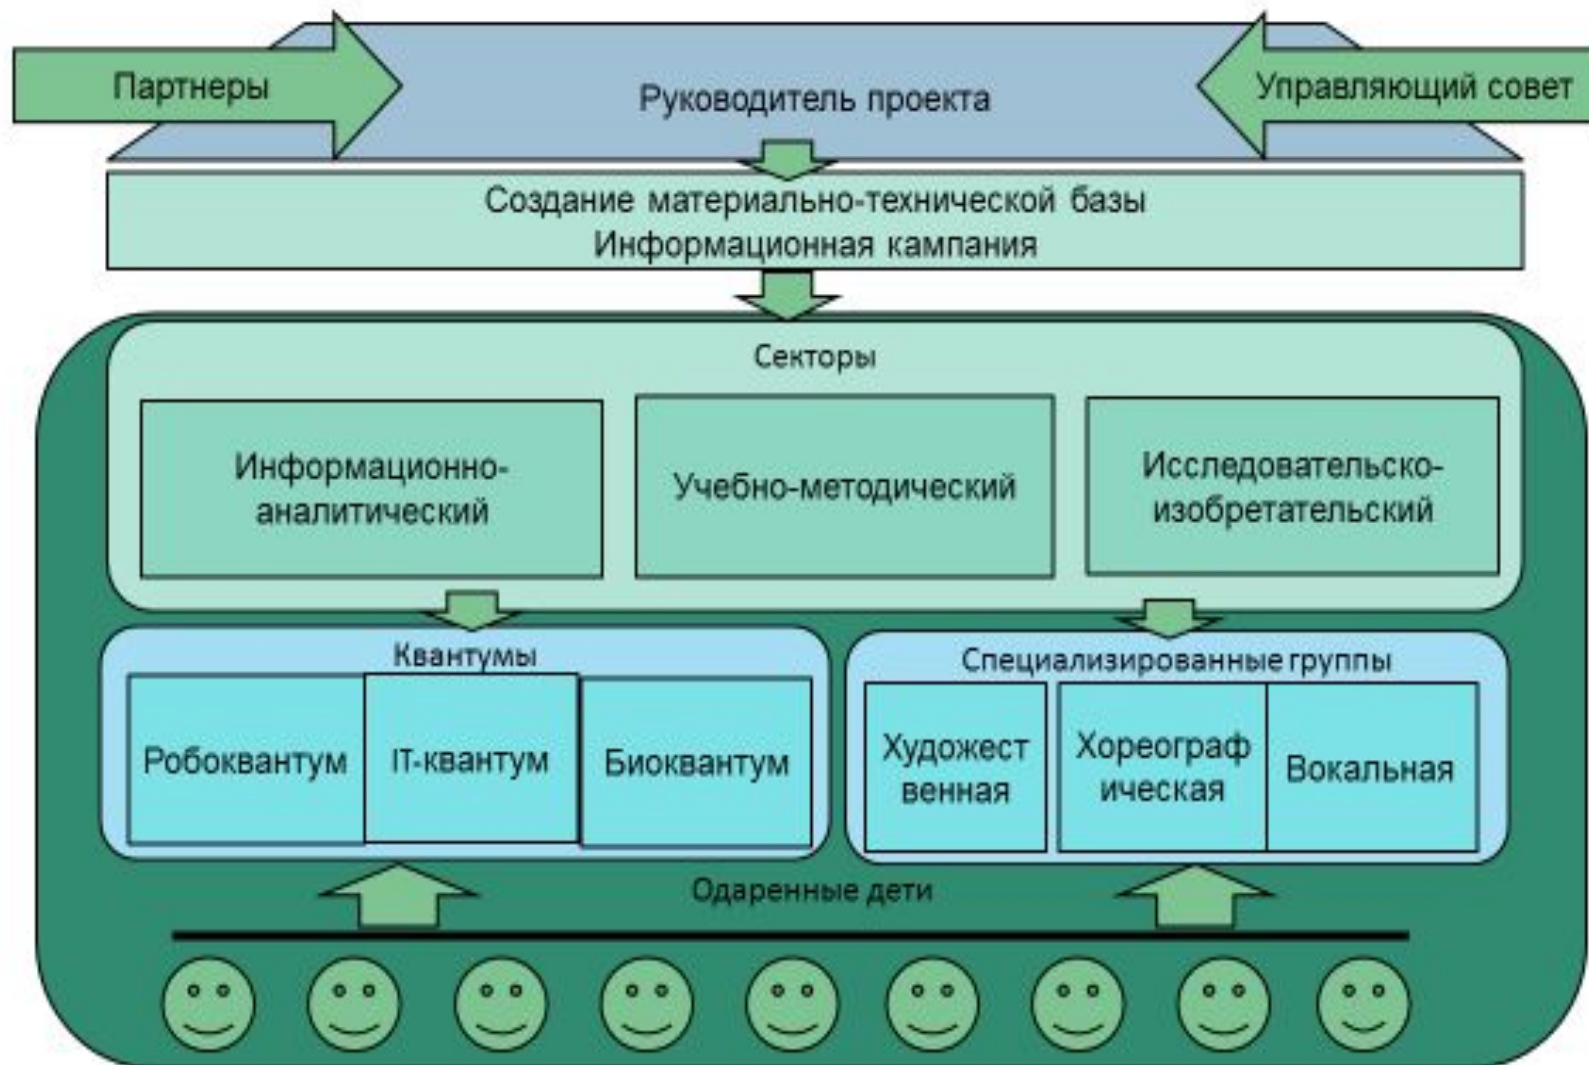 Партнеры
Руководитель проекта
Управляющий совет
Создание материально-технической базы
Информационная кампания
Секторы
Информационно-
аналитический
Учебно-методический
Исследовательско-
изобретательский
Квантумы
Робоквантум
IT-квантум
Биоквантум
Специализированные группы
Художест
венная
Хореограф
ическая
Вокальная
Одаренные дети